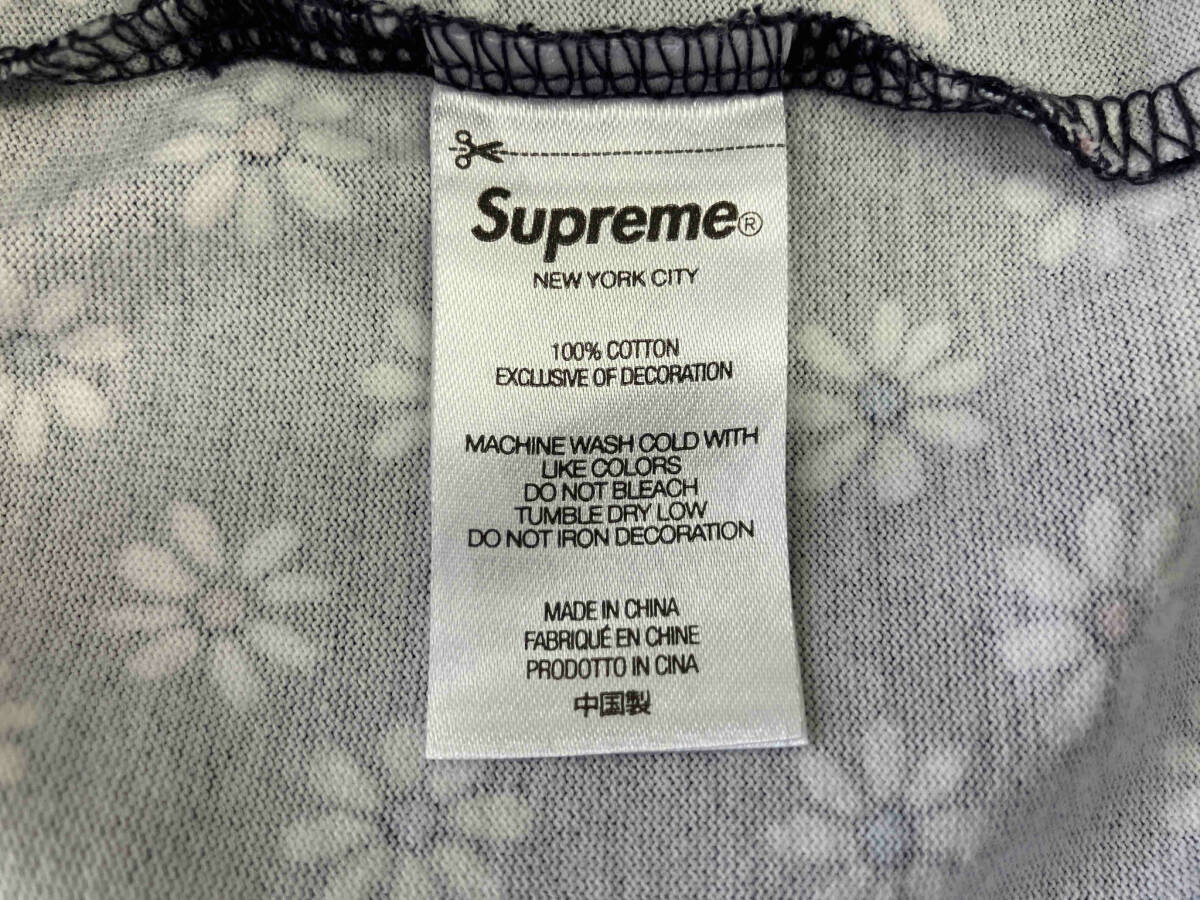 Supreme®
NEW YORK CITY
100% COTTON
EXCLUSIVE OF DECORATION
MACHINE WASH COLD WITH
LIKE COLORS
DO NOT BLEACH
TUMBLE DRY LOW
DO NOT IRON DECORATION
MADE IN CHINA
FABRIQUÉ EN CHINE
PRODOTTO IN CINA
中国製